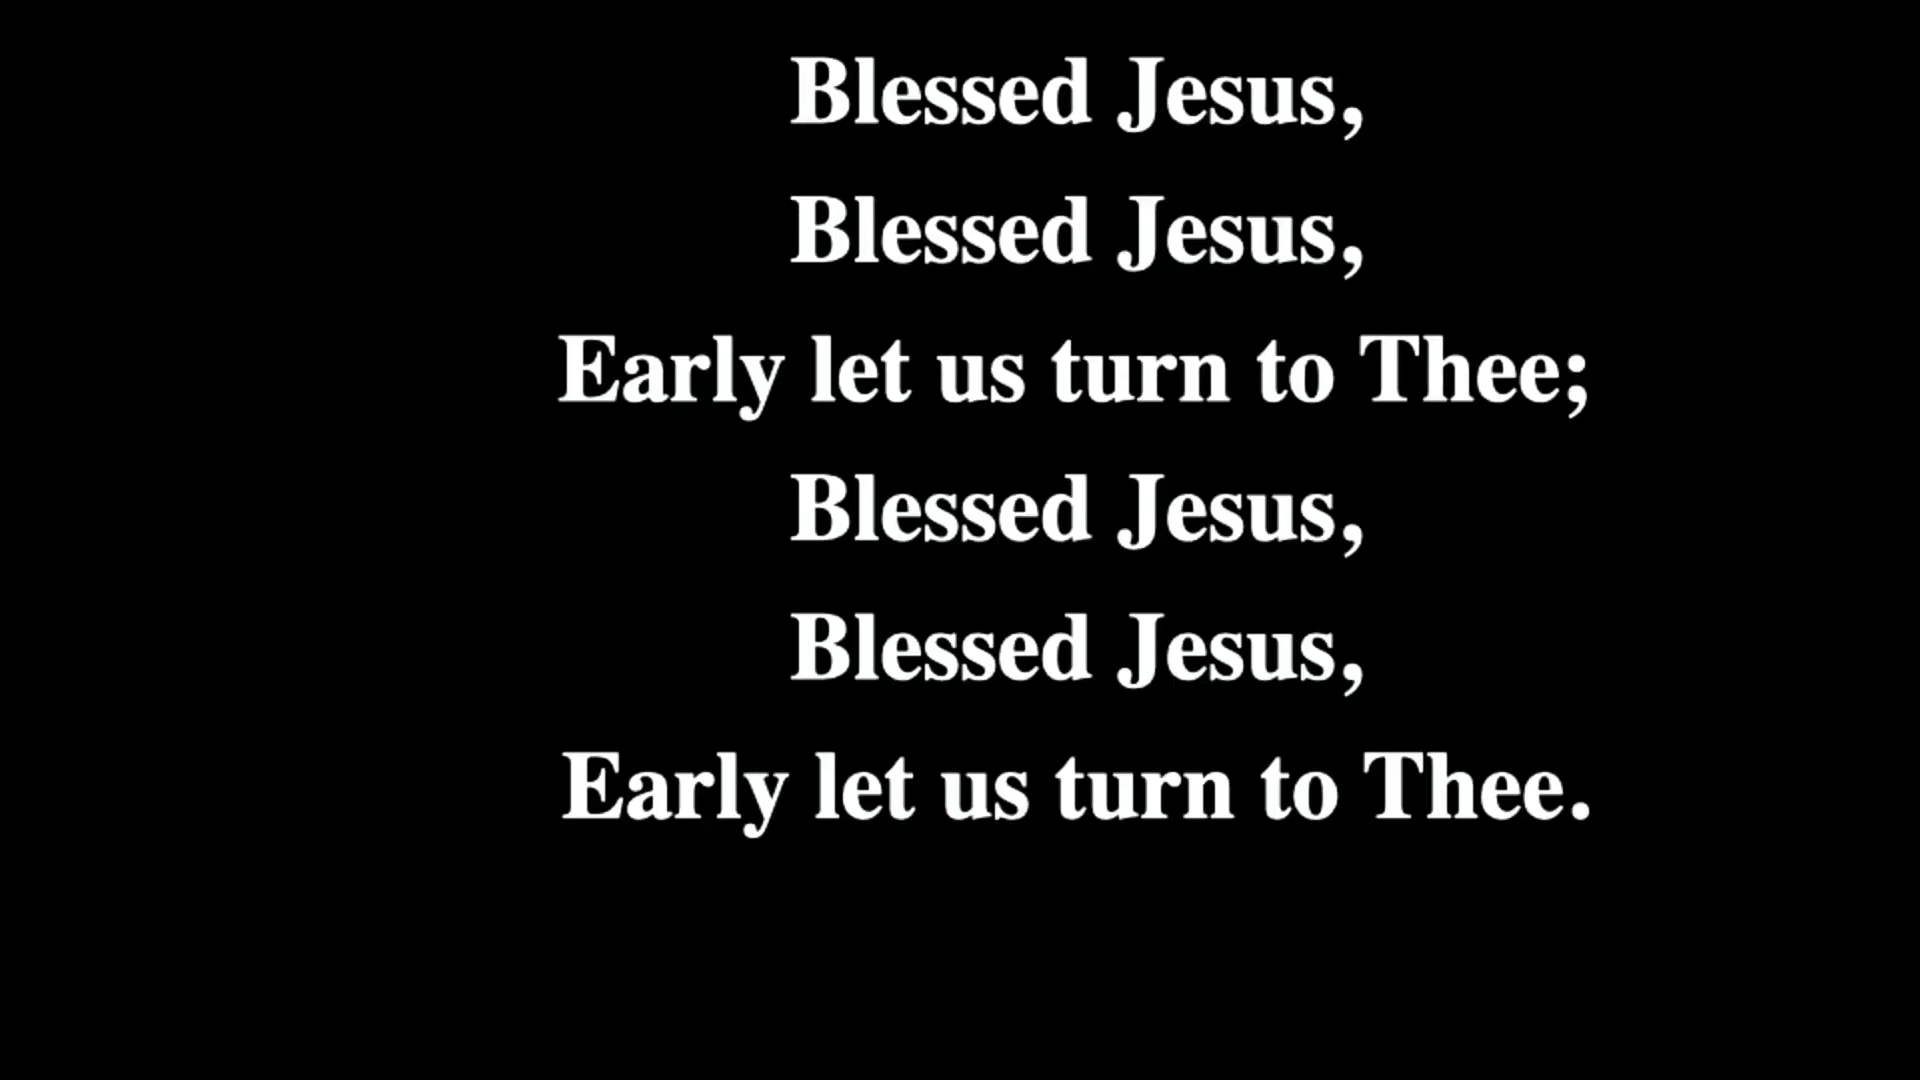 Blessed Jesus,
Blessed Jesus,
Early let us turn to Thee;
Blessed Jesus,
Blessed Jesus,
Early let us turn to Thee.